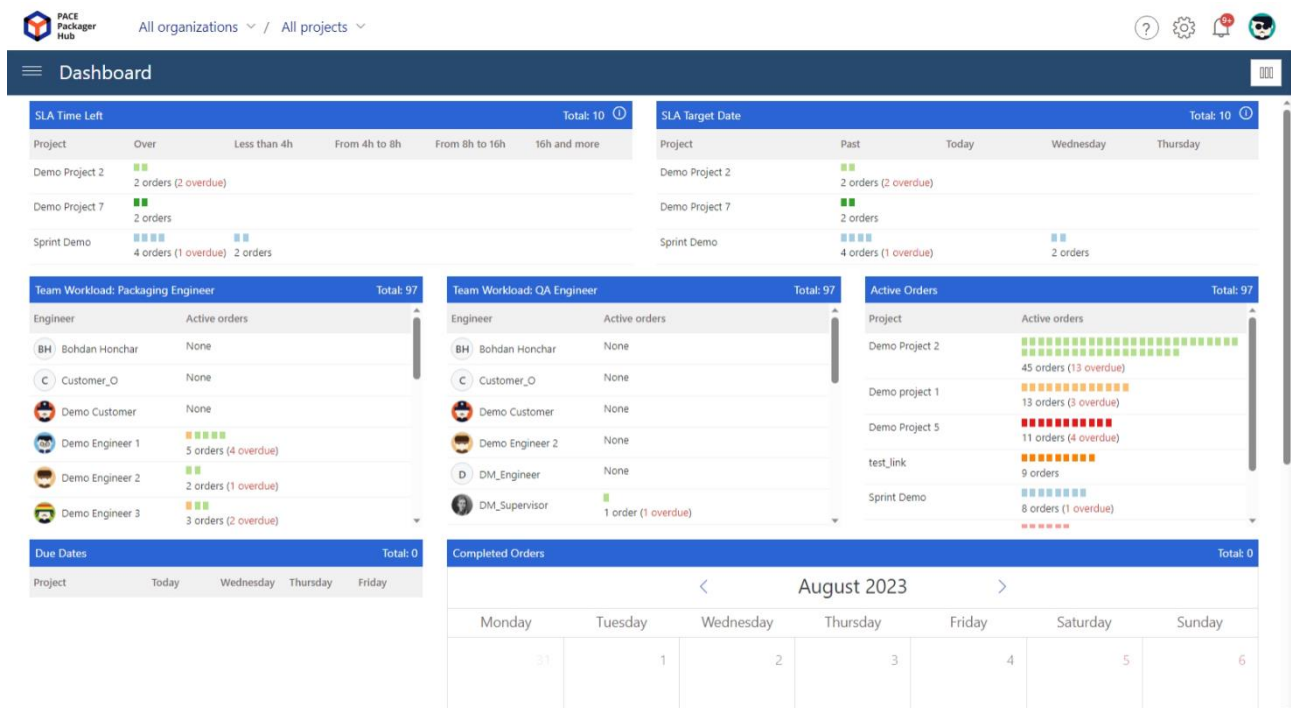 PACE
Packager
Hub
All organizations / All projects
? 9+
Dashboard
SLA Time Left Total: 10
Project Over Less than 4h From 4h to 8h From 8h to 16h 16h and more
Demo Project 2
2 orders (2 overdue)
Demo Project 7
2 orders
Sprint Demo
4 orders (1 overdue) 2 orders
SLA Target Date Total: 10
Project Past Today Wednesday Thursday
Demo Project 2
2 orders (2 overdue)
Demo Project 7
2 orders
Sprint Demo
4 orders (1 overdue) 2 orders
Team Workload: Packaging Engineer Total: 97
Engineer Active orders
BH Bohdan Honchar None
C Customer_O None
Demo Customer None
Demo Engineer 1
5 orders (4 overdue)
Demo Engineer 2
2 orders (1 overdue)
Demo Engineer 3
3 orders (2 overdue)
Team Workload: QA Engineer Total: 97
Engineer Active orders
BH Bohdan Honchar None
C Customer_O None
Demo Customer None
Demo Engineer 2 None
D DM_Engineer None
DM_Supervisor
1 order (1 overdue)
Active Orders Total: 97
Project Active orders
Demo Project 2
45 orders (13 overdue)
Demo project 1
13 orders (3 overdue)
Demo Project 5
11 orders (4 overdue)
test_link
9 orders
Sprint Demo
8 orders (1 overdue)
Due Dates Total: 0
Project Today Wednesday Thursday Friday
Completed Orders Total: 0
August 2023
Monday Tuesday Wednesday Thursday Friday Saturday Sunday
31 1 2 3 4 5 6